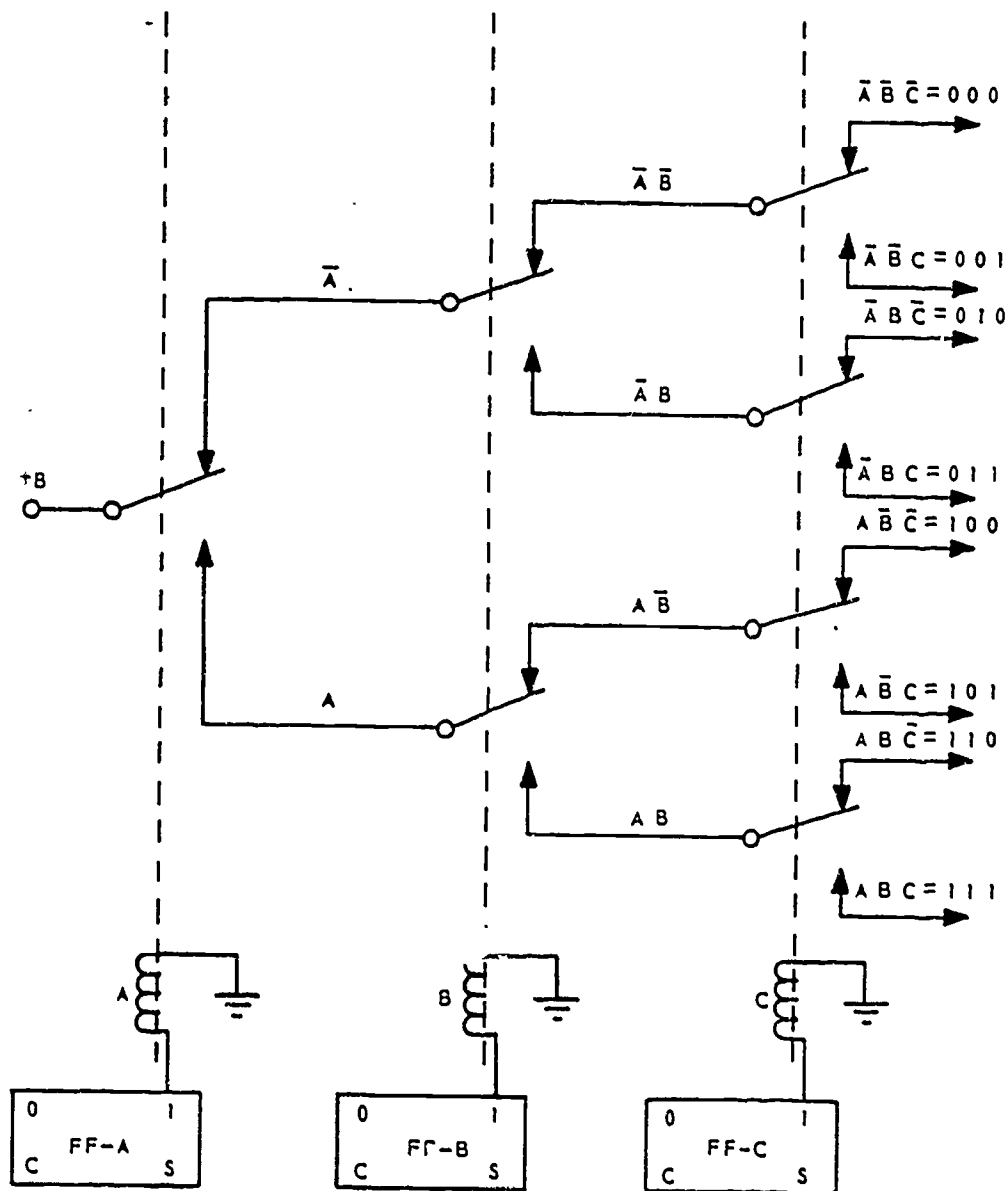 A̅ B̅ C̅ = 0 0 0
A̅ B̅
A̅ B̅ C = 0 0 1
A̅
A̅ B C̅ = 0 1 0
A̅ B
+B
A̅ B C = 0 1 1
A B̅ C̅ = 1 0 0
A B̅
A
A B̅ C = 1 0 1
A B C̅ = 1 1 0
A B
A B C = 1 1 1
A
B
C
0 1
FF-A
C S
0 1
FF-B
C S
0 1
FF-C
C S